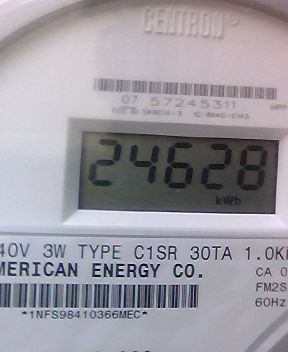 CENTRON®
07 57245311
24628
kWh
40V 3W TYPE C1SR 30TA 1.0K
MERICAN ENERGY CO.
CA 0
FM2S
60Hz
*1NFS98410366MEC*